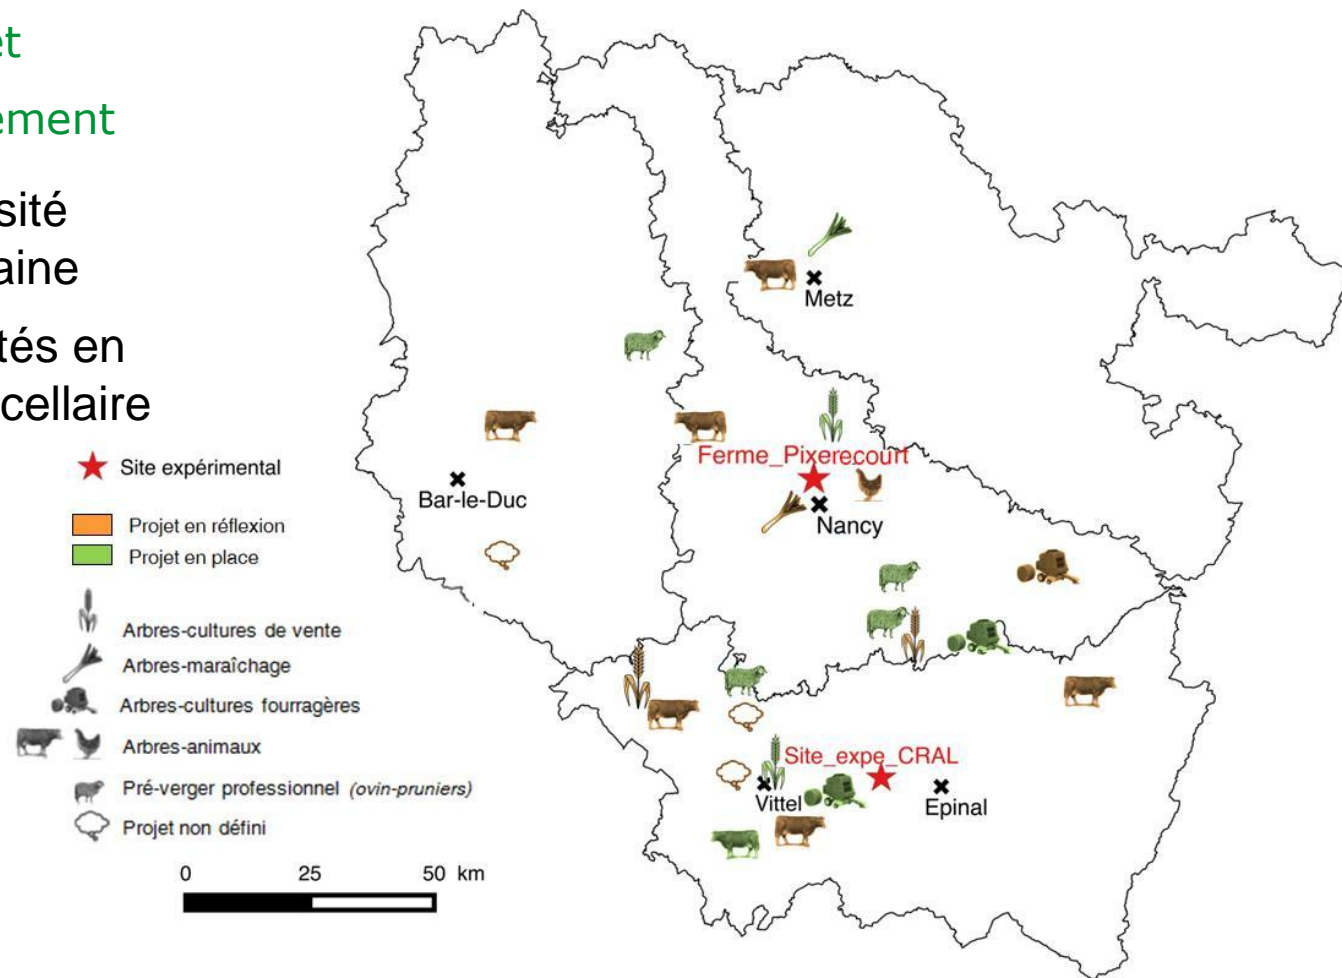 et
ement
sité
aine
tés en
cellaire
Site expérimental
Projet en réflexion
Projet en place
Arbres-cultures de vente
Arbres-maraîchage
Arbres-cultures fourragères
Arbres-animaux
Pré-verger professionnel (ovin-pruniers)
Projet non défini
0 25 50 km
Metz
Ferme_Pixerecourt
Bar-le-Duc
Nancy
Site_expe_CRAL
Vittel
Epinal